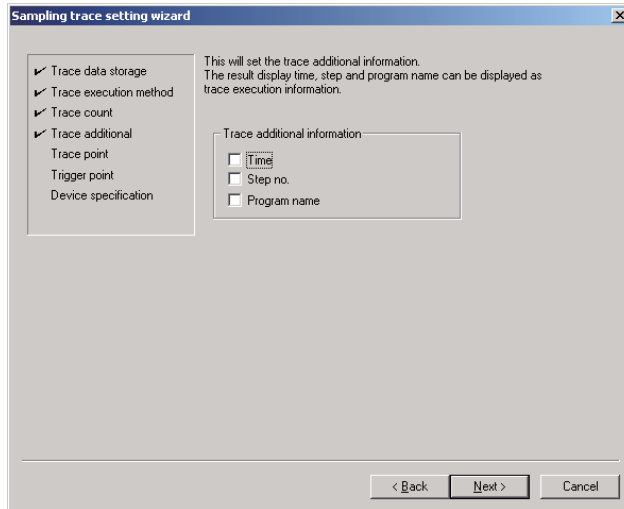 Sampling trace setting wizard
Trace data storage
Trace execution method
Trace count
Trace additional
Trace point
Trigger point
Device specification
This will set the trace additional information.
The result display time, step and program name can be displayed as
trace execution information.
Trace additional information
Time
Step no.
Program name
< Back
Next >
Cancel